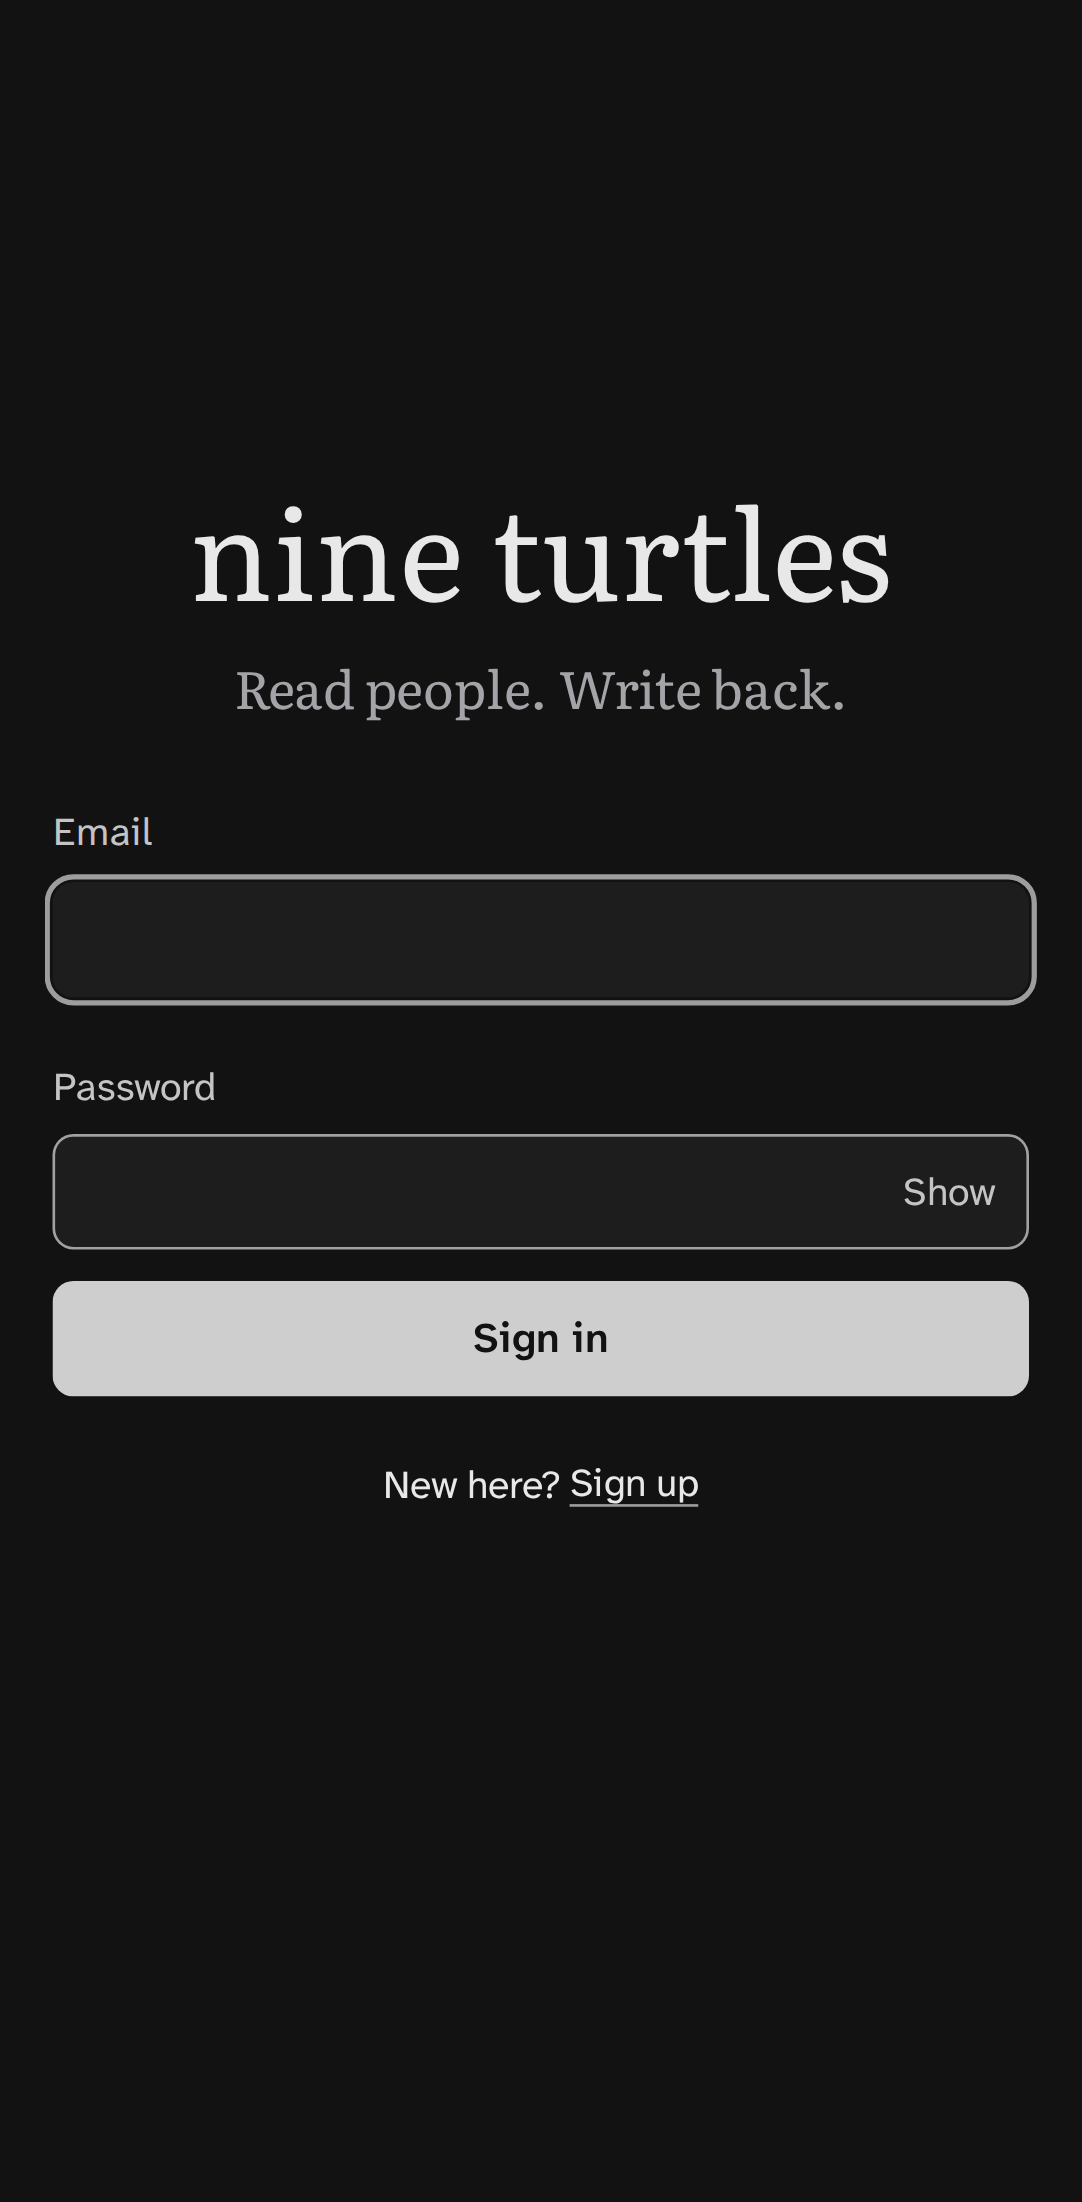 nine turtles
Read people. Write back.
Email
Password
Show
Sign in
New here? Sign up